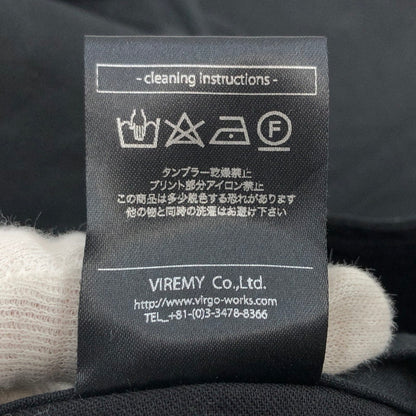 - cleaning instructions -
F
タンブラー乾燥禁止
プリント部分アイロン禁止
この商品は多少脱色する恐れがあります
他の物と同時の洗濯はお避け下さい
VIREMY Co.,Ltd.
http://www.virgo-works.com
TEL_+81-(0)3-3478-8366